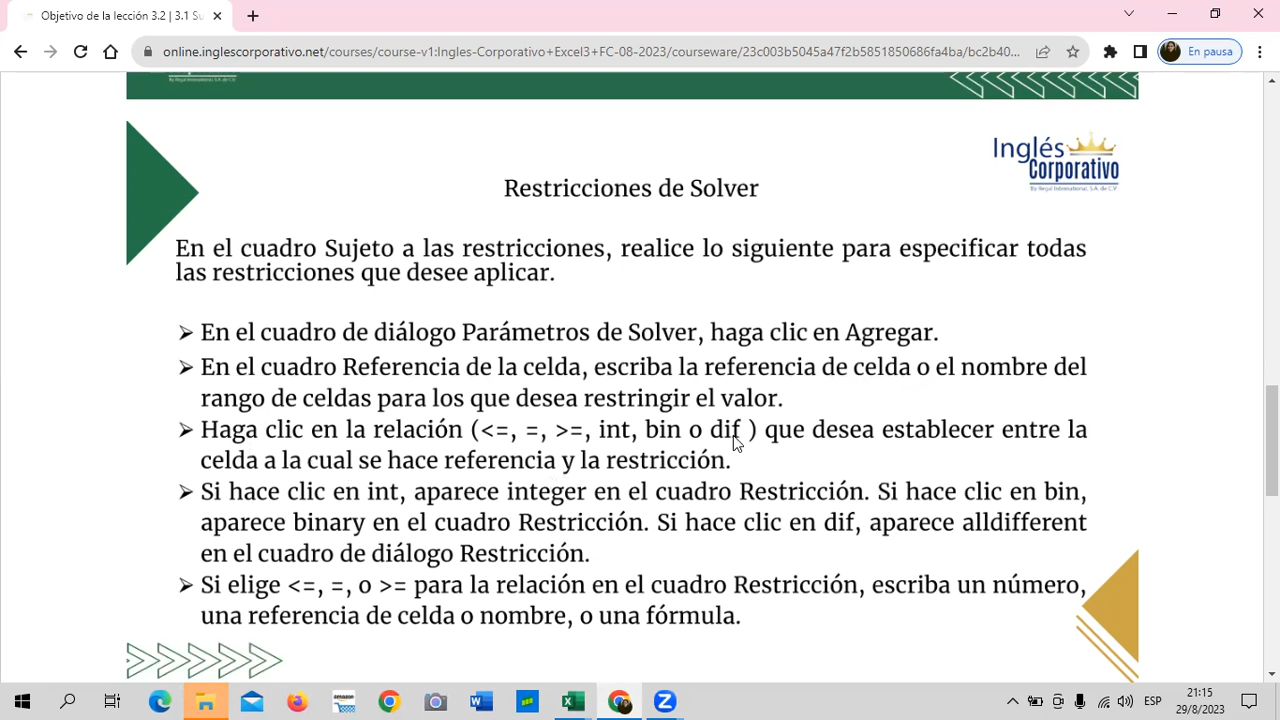 Objetivo de la lección 3.2 | 3.1 S
online.inglescorporativo.net/courses/course-v1:Ingles-Corporativo+Excel3+FC-08-2023/courseware/23c003b5045a47f2b5851850686fa4ba/bc2b40...
En pausa
Inglés
Corporativo
By Regal International, S.A. de C.V
Restricciones de Solver
En el cuadro Sujeto a las restricciones, realice lo siguiente para especificar todas
las restricciones que desee aplicar.
➢ En el cuadro de diálogo Parámetros de Solver, haga clic en Agregar.
➢ En el cuadro Referencia de la celda, escriba la referencia de celda o el nombre del
rango de celdas para los que desea restringir el valor.
➢ Haga clic en la relación (<=, =, >=, int, bin o dif ) que desea establecer entre la
celda a la cual se hace referencia y la restricción.
➢ Si hace clic en int, aparece integer en el cuadro Restricción. Si hace clic en bin,
aparece binary en el cuadro Restricción. Si hace clic en dif, aparece alldifferent
en el cuadro de diálogo Restricción.
➢ Si elige <=, =, o >= para la relación en el cuadro Restricción, escriba un número,
una referencia de celda o nombre, o una fórmula.
ESP
21:15
29/8/2023